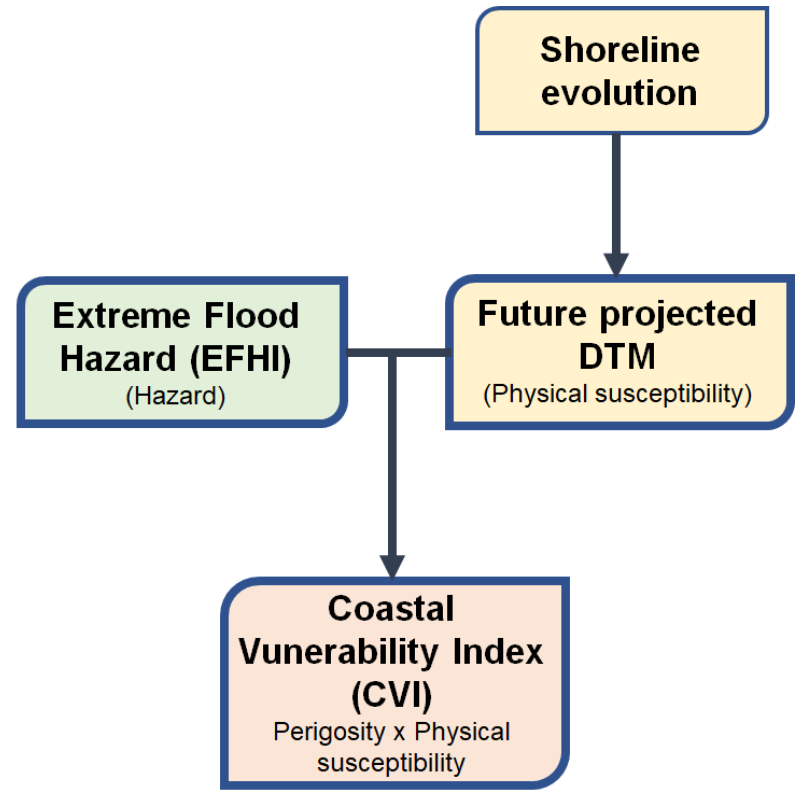 Shoreline
evolution
Extreme Flood
Hazard (EFHI)
(Hazard)
Future projected
DTM
(Physical susceptibility)
Coastal
Vunerability Index
(CVI)
Perigosity x Physical
susceptibility